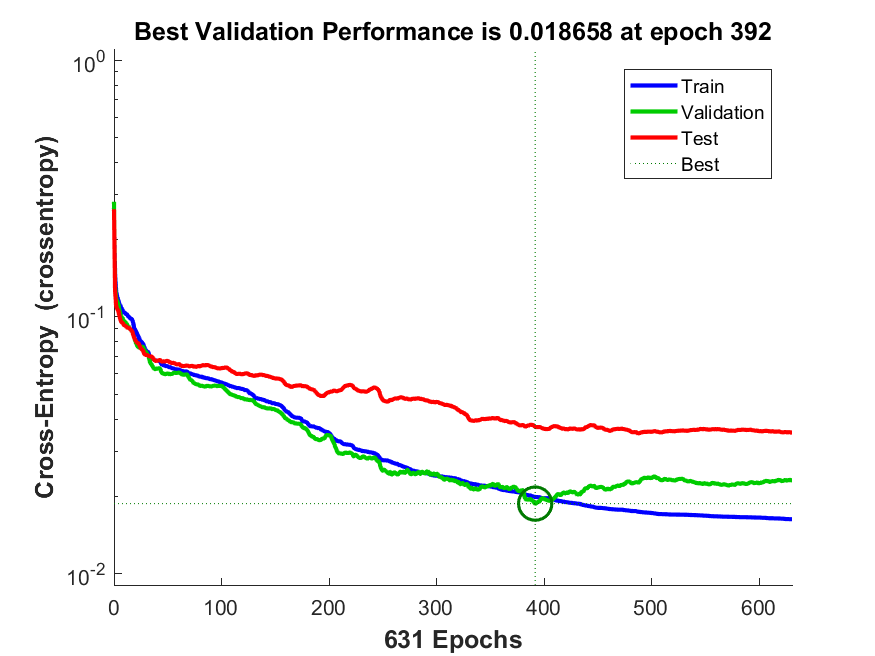 Best Validation Performance is 0.018658 at epoch 392
Cross-Entropy (crossentropy)
10^0
10^-1
10^-2
Train
Validation
Test
Best
0 100 200 300 400 500 600
631 Epochs